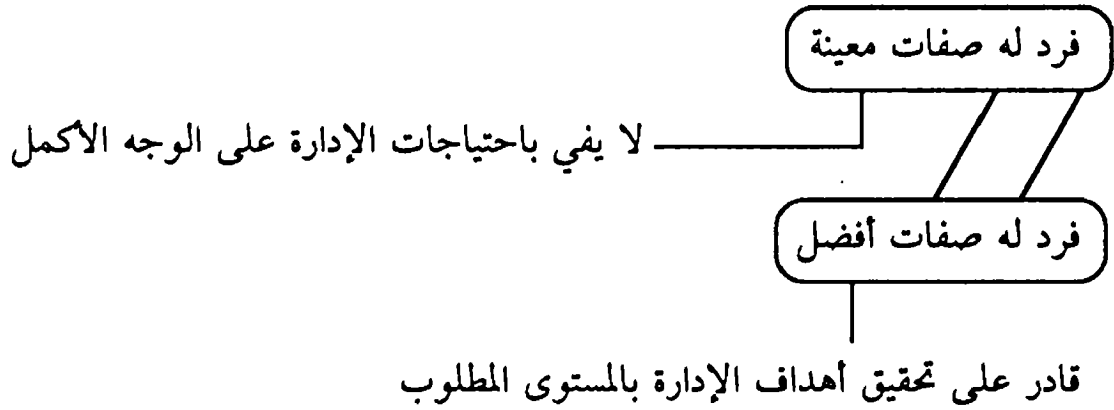 فرد له صفات معينة
لا يفي باحتياجات الإدارة على الوجه الأكمل
فرد له صفات أفضل
قادر على تحقيق أهداف الإدارة بالمستوى المطلوب